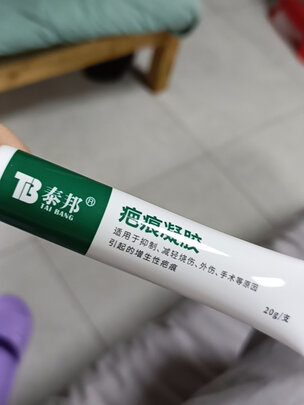 TB 泰邦®
TAI BANG
疤痕凝胶
适用于抑制、减轻烧伤、外伤、手术等原因
引起的增生性疤痕
20g/支